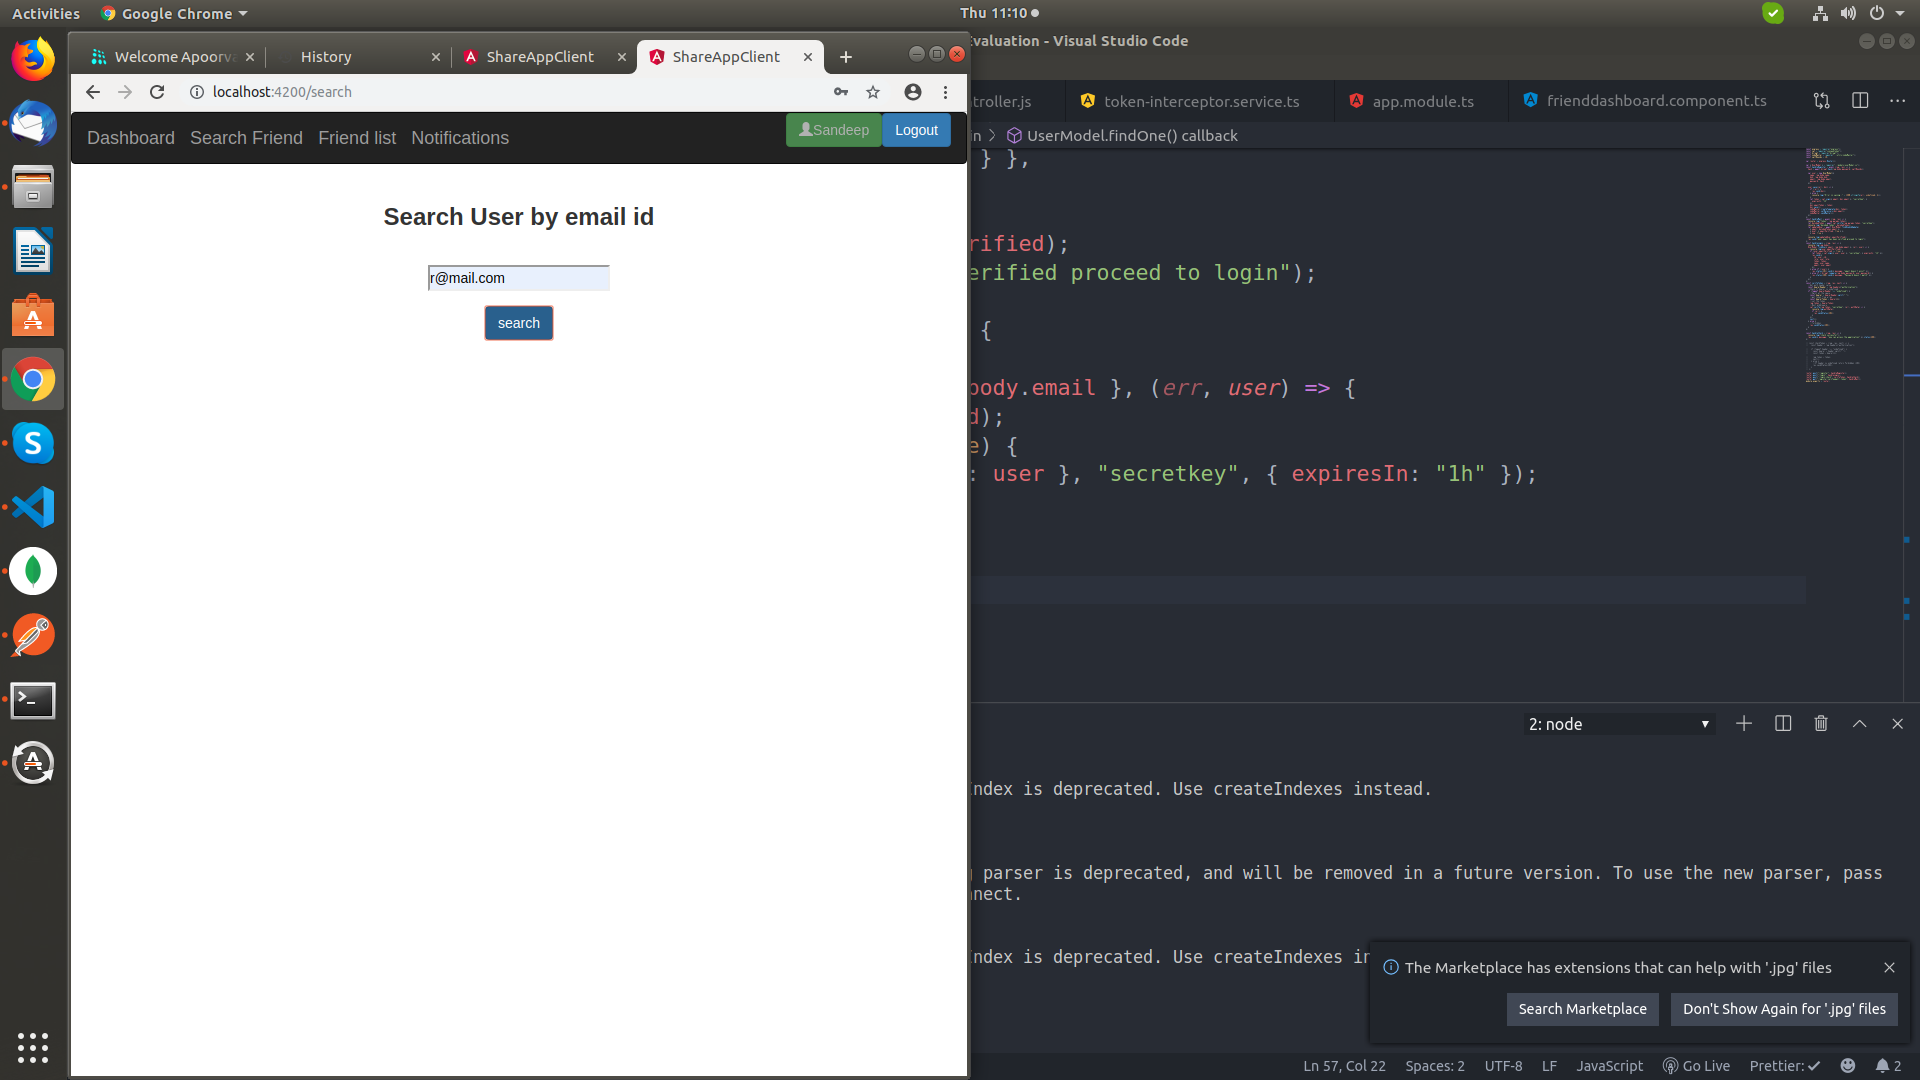 Activities
Google Chrome
Thu 11:10
Evaluation - Visual Studio Code
Welcome Apoorva
History
ShareAppClient
ShareAppClient
localhost:4200/search
Dashboard Search Friend Friend list Notifications
Sandeep
Logout
Search User by email id
r@mail.com
search
troller.js
token-interceptor.service.ts
app.module.ts
frienddashboard.component.ts
n > UserModel.findOne() callback
} },
rified);
erified proceed to login");
{
body.email }, (err, user) => {
d);
e) {
: user }, "secretkey", { expiresIn: "1h" });
2: node
ndex is deprecated. Use createIndexes instead.
parser is deprecated, and will be removed in a future version. To use the new parser, pass
nnect.
ndex is deprecated. Use createIndexes in
The Marketplace has extensions that can help with '.jpg' files
Search Marketplace
Don't Show Again for '.jpg' files
Ln 57, Col 22
Spaces: 2
UTF-8
LF
JavaScript
Go Live
Prettier: ✓
2